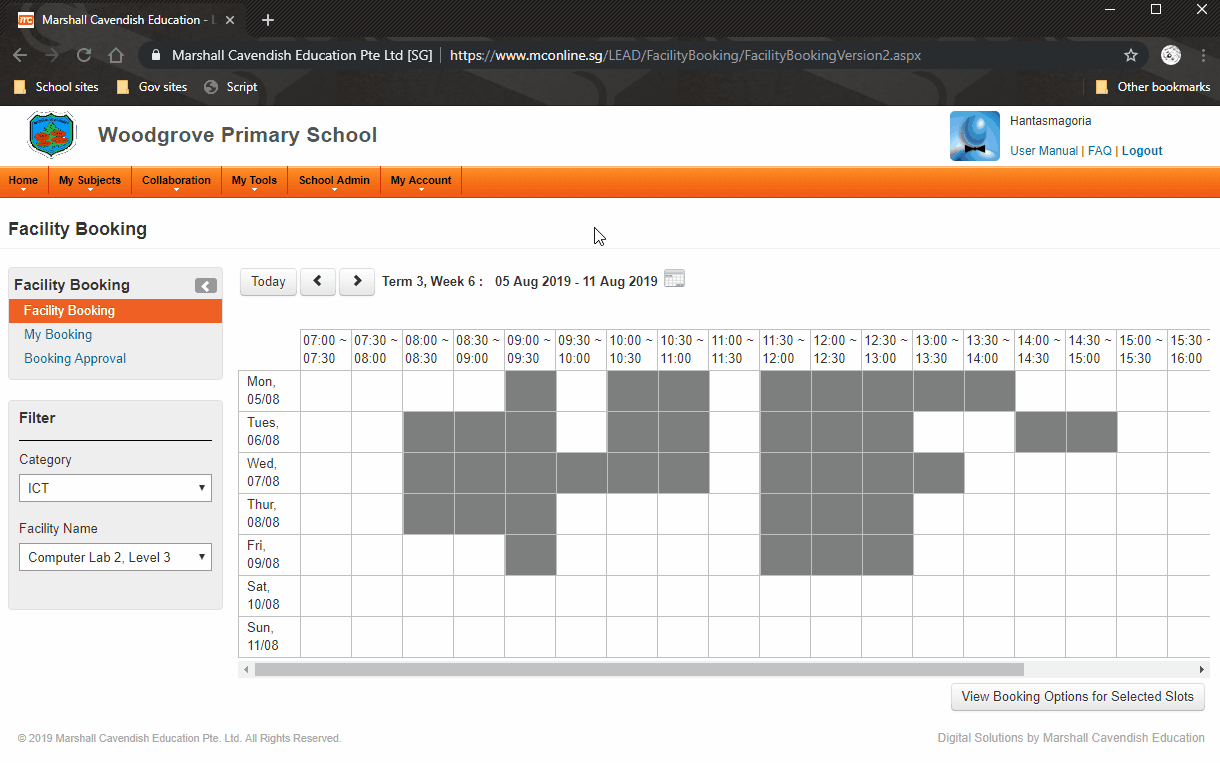 Marshall Cavendish Education - L
Marshall Cavendish Education Pte Ltd [SG] https://www.mconline.sg/LEAD/FacilityBooking/FacilityBookingVersion2.aspx
School sites Gov sites Script Other bookmarks
Woodgrove Primary School
Hantasmagoria
User Manual | FAQ | Logout
Home My Subjects Collaboration My Tools School Admin My Account
Facility Booking
Facility Booking
Facility Booking
My Booking
Booking Approval
Filter
Category
ICT
Facility Name
Computer Lab 2, Level 3
Today Term 3, Week 6 : 05 Aug 2019 - 11 Aug 2019
07:00 ~ 07:30 ~ 08:00 ~ 08:30 ~ 09:00 ~ 09:30 ~ 10:00 ~ 10:30 ~ 11:00 ~ 11:30 ~ 12:00 ~ 12:30 ~ 13:00 ~ 13:30 ~ 14:00 ~ 14:30 ~ 15:00 ~ 15:30 ~
07:30 08:00 08:30 09:00 09:30 10:00 10:30 11:00 11:30 12:00 12:30 13:00 13:30 14:00 14:30 15:00 15:30 16:00
Mon,
05/08
Tues,
06/08
Wed,
07/08
Thur,
08/08
Fri,
09/08
Sat,
10/08
Sun,
11/08
View Booking Options for Selected Slots
© 2019 Marshall Cavendish Education Pte. Ltd. All Rights Reserved.
Digital Solutions by Marshall Cavendish Education